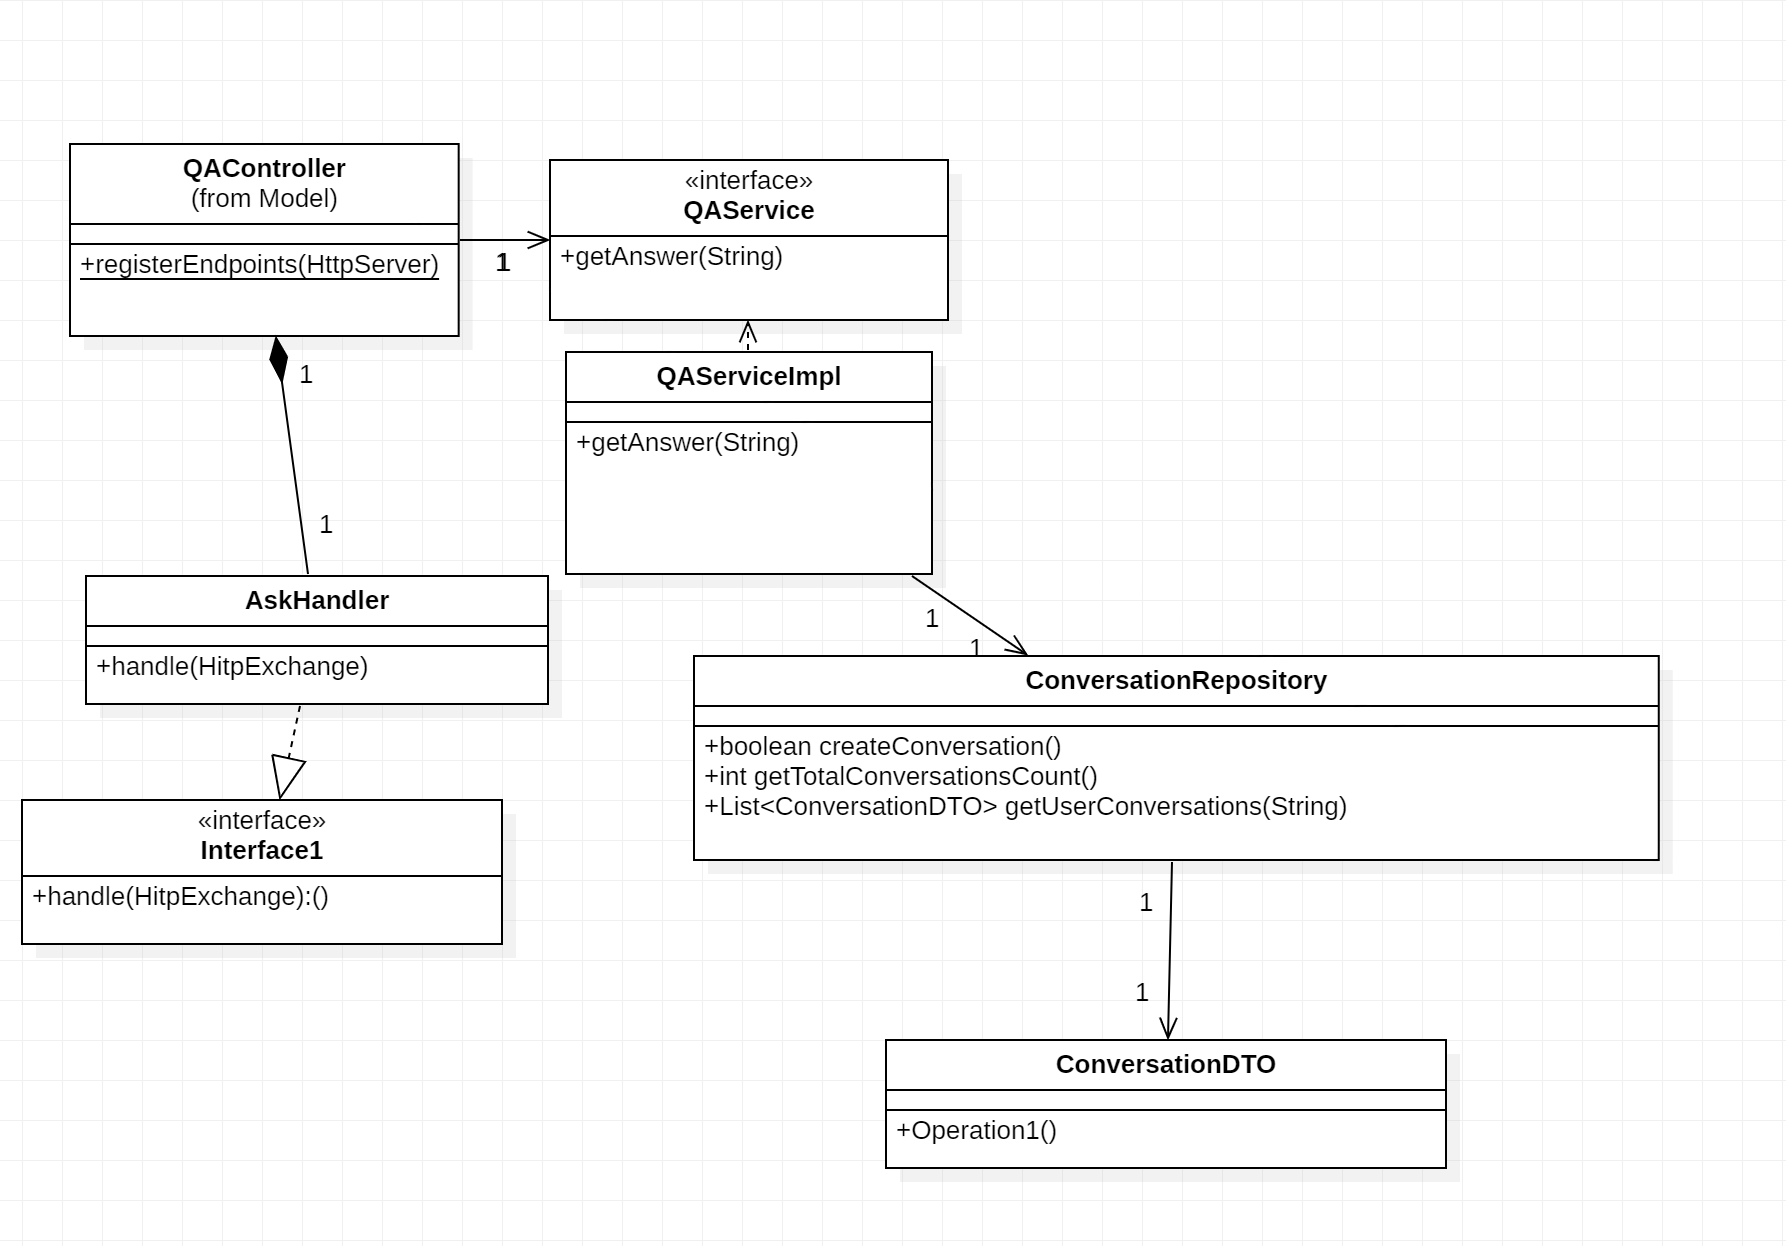 QAController
(from Model)
+registerEndpoints(HttpServer)
1
«interface»
QAService
+getAnswer(String)
QAServiceImpl
+getAnswer(String)
1
1
AskHandler
+handle(HitpExchange)
«interface»
Interface1
+handle(HitpExchange):()
1
1
ConversationRepository
+boolean createConversation()
+int getTotalConversationsCount()
+List<ConversationDTO> getUserConversations(String)
1
1
ConversationDTO
+Operation1()